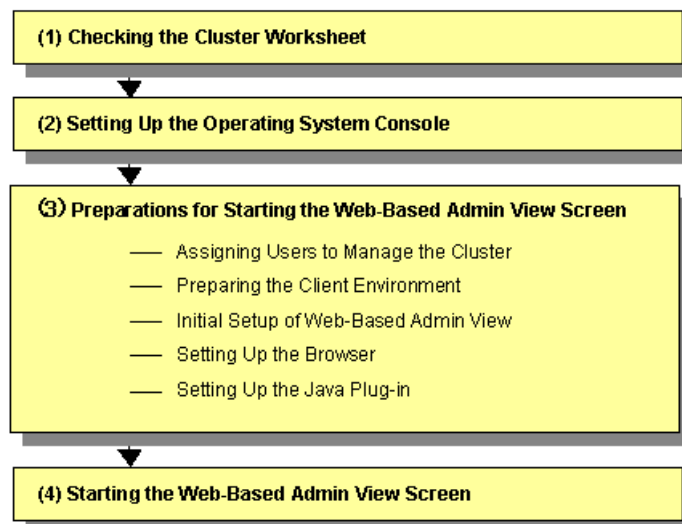 (1) Checking the Cluster Worksheet
(2) Setting Up the Operating System Console
(3) Preparations for Starting the Web-Based Admin View Screen
Assigning Users to Manage the Cluster
Preparing the Client Environment
Initial Setup of Web-Based Admin View
Setting Up the Browser
Setting Up the Java Plug-in
(4) Starting the Web-Based Admin View Screen